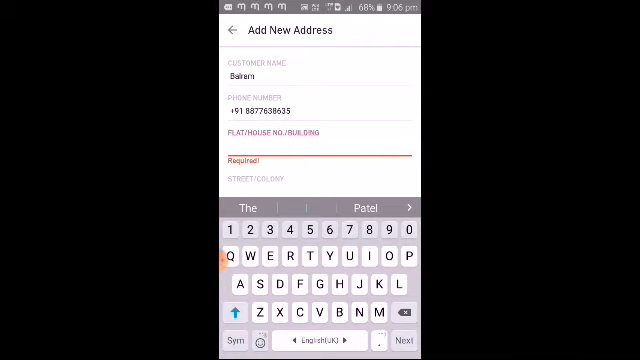 68% 9:06 pm
Add New Address
CUSTOMER NAME
Balram
PHONE NUMBER
+91 8877638635
FLAT/HOUSE NO./BUILDING
Required!
STREET/COLONY
The Patel
1 2 3 4 5 6 7 8 9 0
Q W E R T Y U I O P
A S D F G H J K L
Z X C V B N M
Sym English(UK) . Next